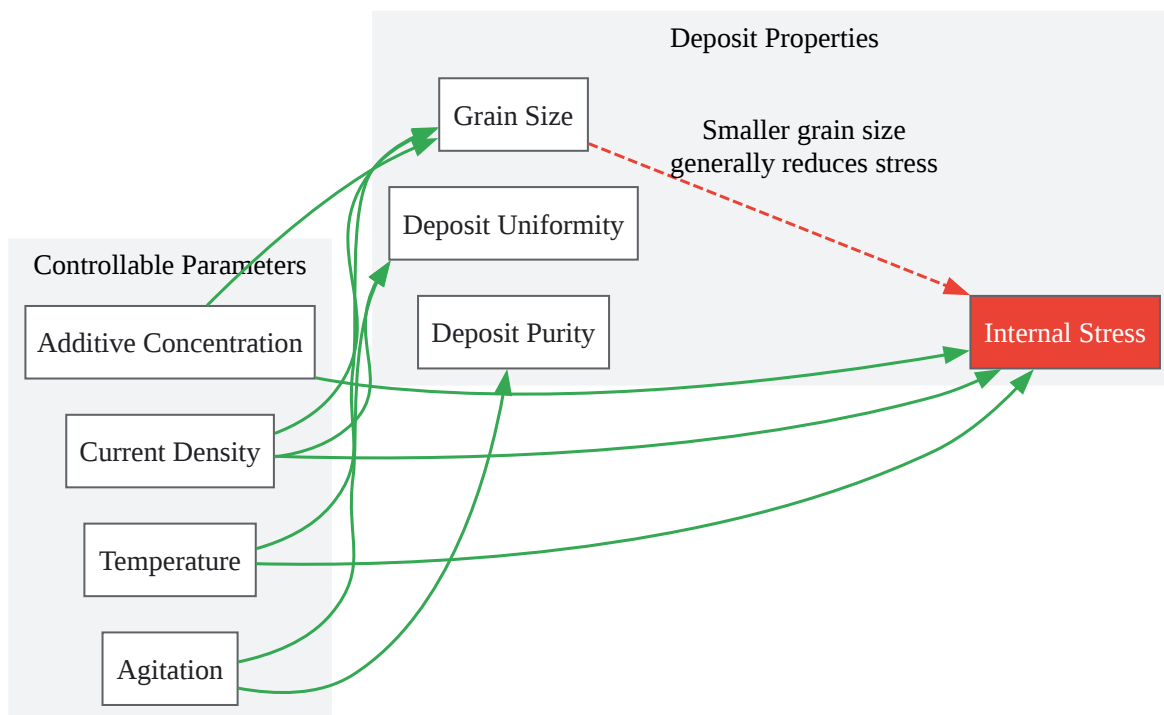 Deposit Properties
Grain Size
Smaller grain size
generally reduces stress
Deposit Uniformity
Controllable Parameters
Additive Concentration
Deposit Purity
Internal Stress
Current Density
Temperature
Agitation